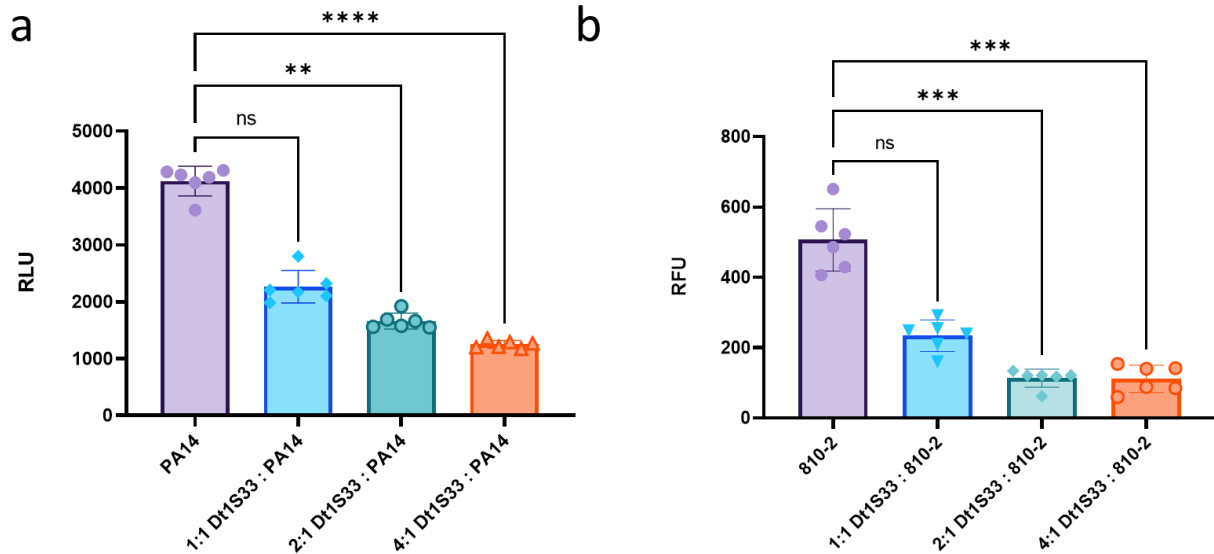 a
****
**
ns
5000
4000
3000
2000
1000
0
RLU
PA14
1:1 Dt1S33 : PA14
2:1 Dt1S33 : PA14
4:1 Dt1S33 : PA14
b
***
***
ns
800
600
400
200
0
RFU
810-2
1:1 Dt1S33 : 810-2
2:1 Dt1S33 : 810-2
4:1 Dt1S33 : 810-2